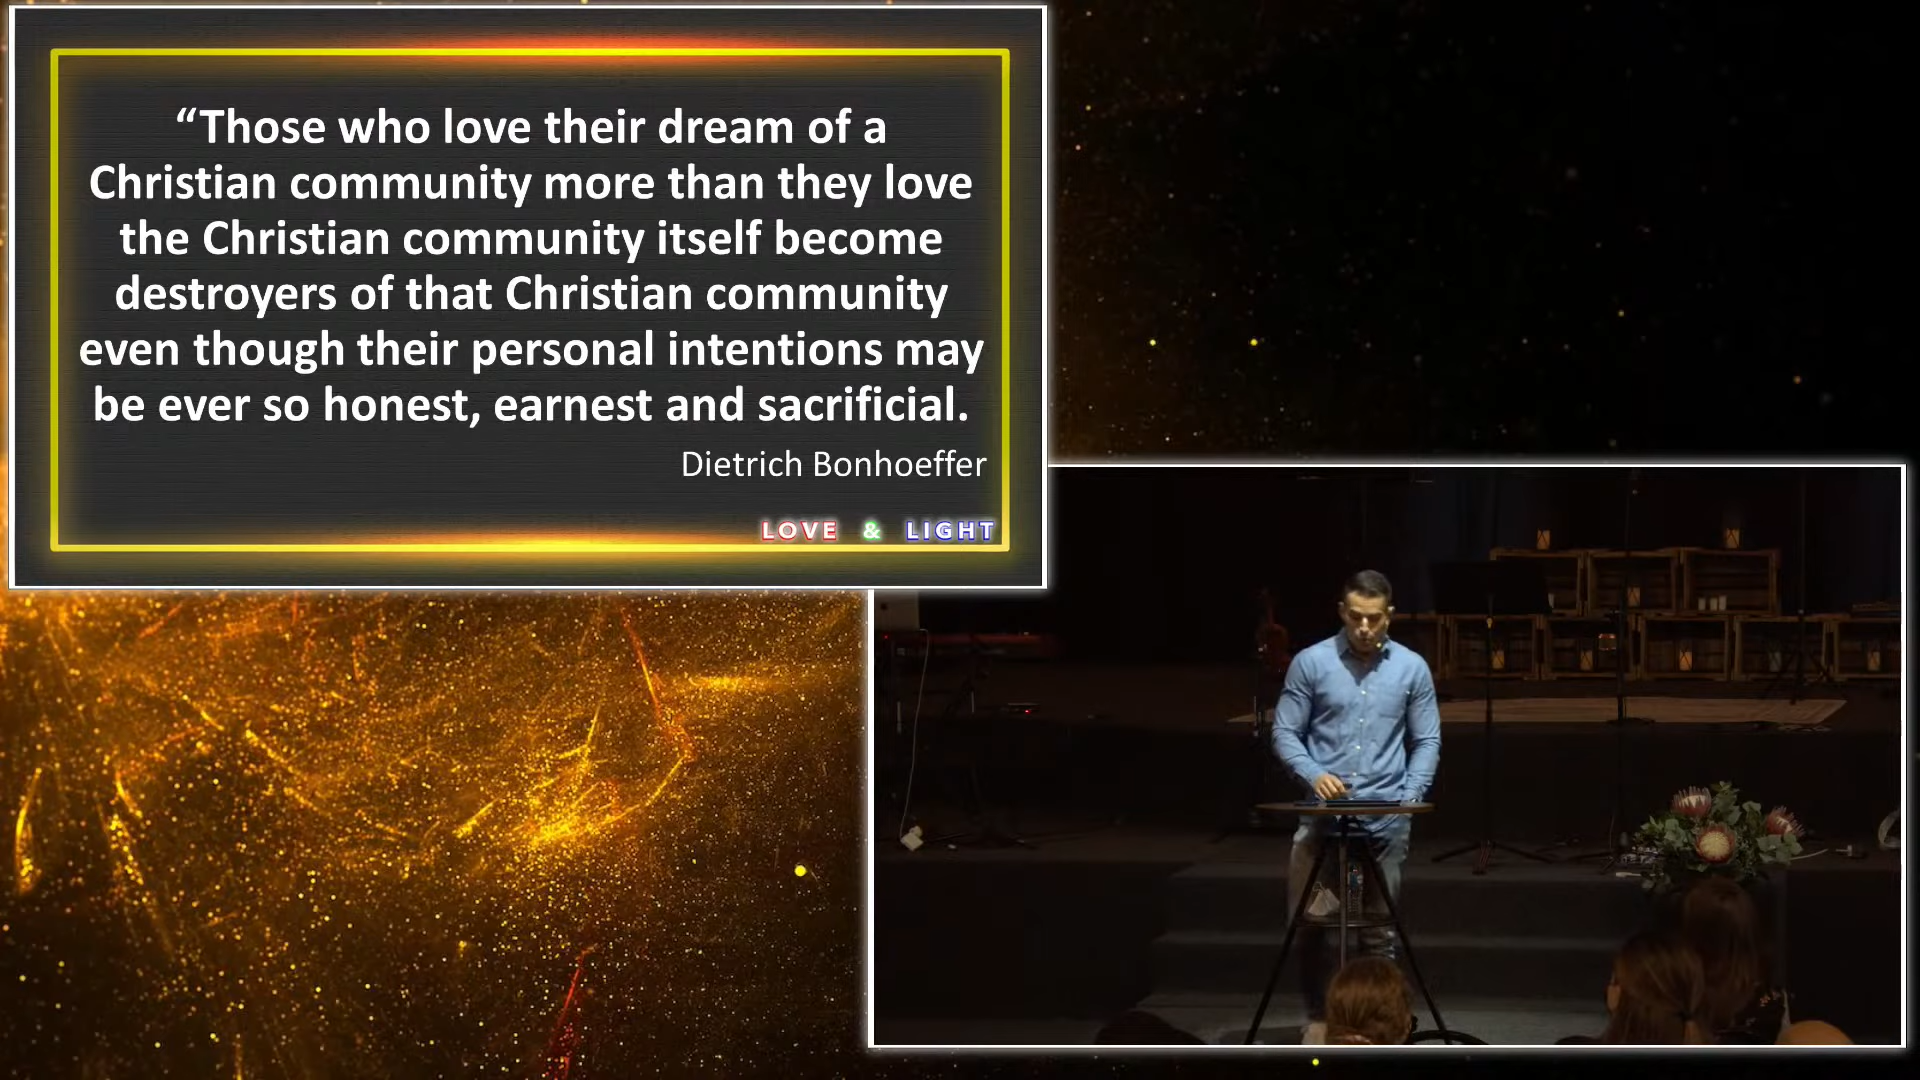 “Those who love their dream of a
Christian community more than they love
the Christian community itself become
destroyers of that Christian community
even though their personal intentions may
be ever so honest, earnest and sacrificial.
Dietrich Bonhoeffer
LOVE & LIGHT